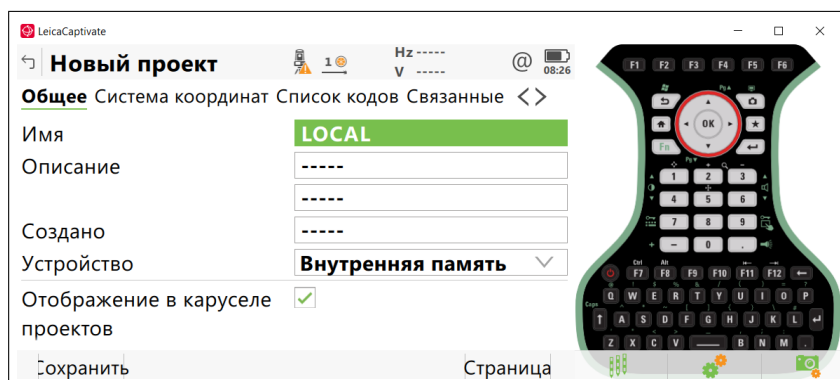 LeicaCaptivate
Новый проект
1
Hz -----
V -----
@
08:26
Общее Система координат Список кодов Связанные
Имя
LOCAL
Описание
-----
-----
Создано
-----
Устройство
Внутренняя память
Отображение в каруселе
проектов
Сохранить
Страница
F1 F2 F3 F4 F5 F6
OK
Fn
1 2 3
4 5 6
7 8 9
+ - 0 .
Ctrl Alt
F7 F8 F9 F10 F11 F12
Q W E R T Y U I O P
Caps
A S D F G H J K L
Z X C V B N M .